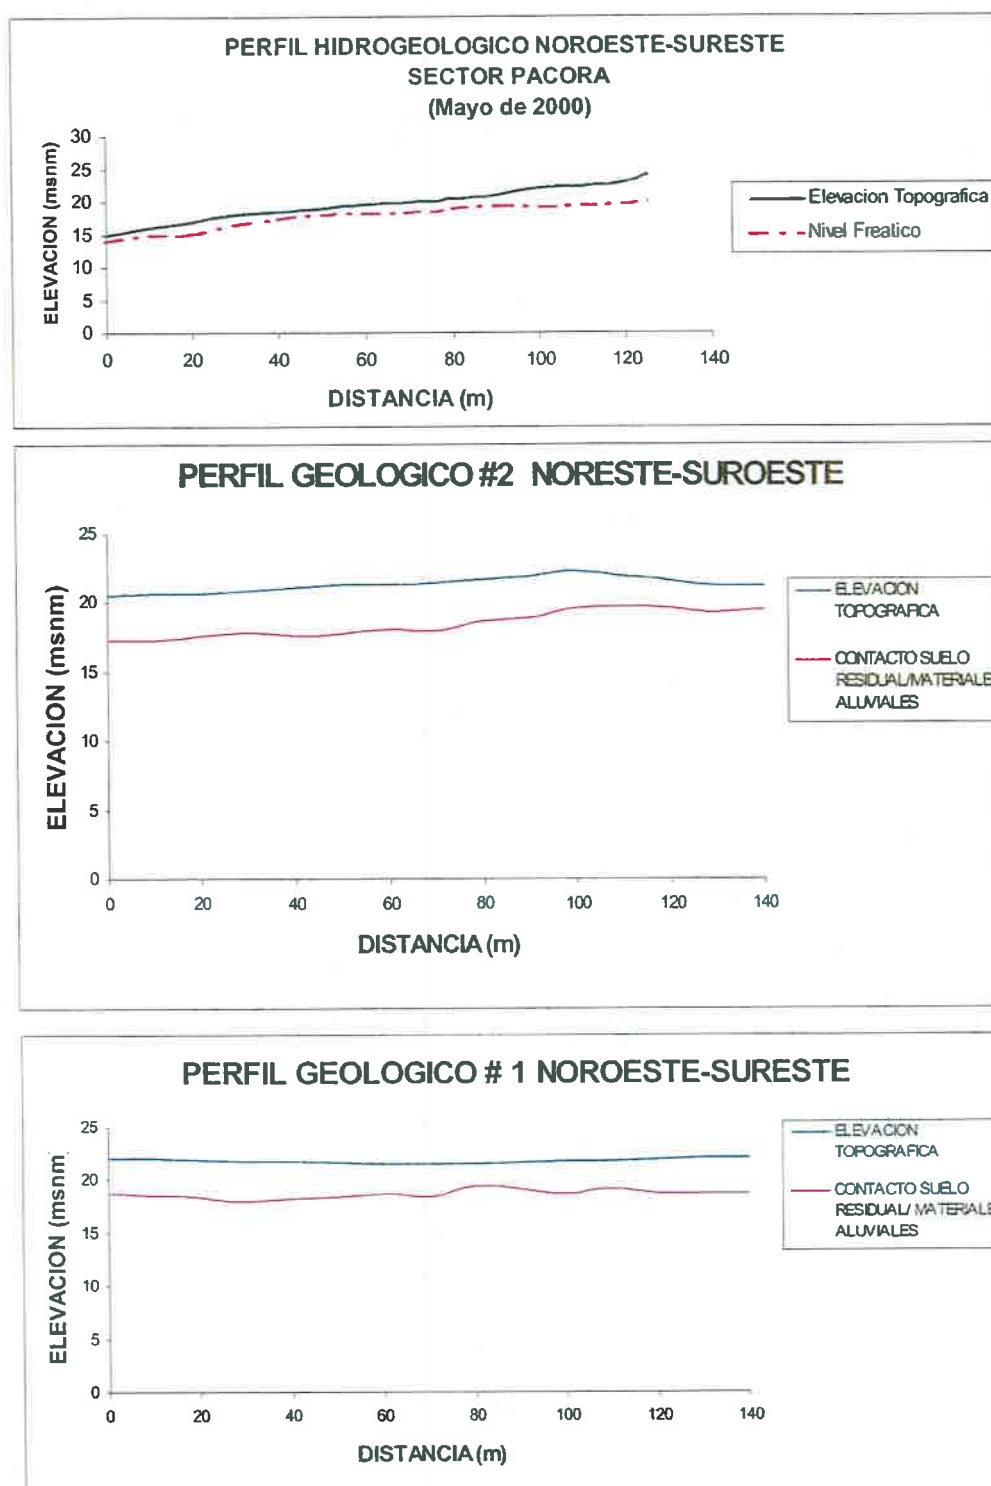 PERFIL HIDROGEOLOGICO NOROESTE-SURESTE
SECTOR PACORA
(Mayo de 2000)
ELEVACION (msnm)
30
25
20
15
10
5
0
0 20 40 60 80 100 120 140
DISTANCIA (m)
Elevacion Topografica
Nivel Freatico
PERFIL GEOLOGICO #2 NORESTE-SUROESTE
ELEVACION (msnm)
25
20
15
10
5
0
0 20 40 60 80 100 120 140
DISTANCIA (m)
ELEVACION
TOPOGRAFICA
CONTACTO SUELO
RESIDUAL/MATERIALE
ALUVIALES
PERFIL GEOLOGICO # 1 NOROESTE-SURESTE
ELEVACION (msnm
25
20
15
10
5
0
0 20 40 60 80 100 120 140
DISTANCIA (m)
ELEVACION
TOPOGRAFICA
CONTACTO SUELO
RESIDUAL/ MATERIALE
ALUVIALES